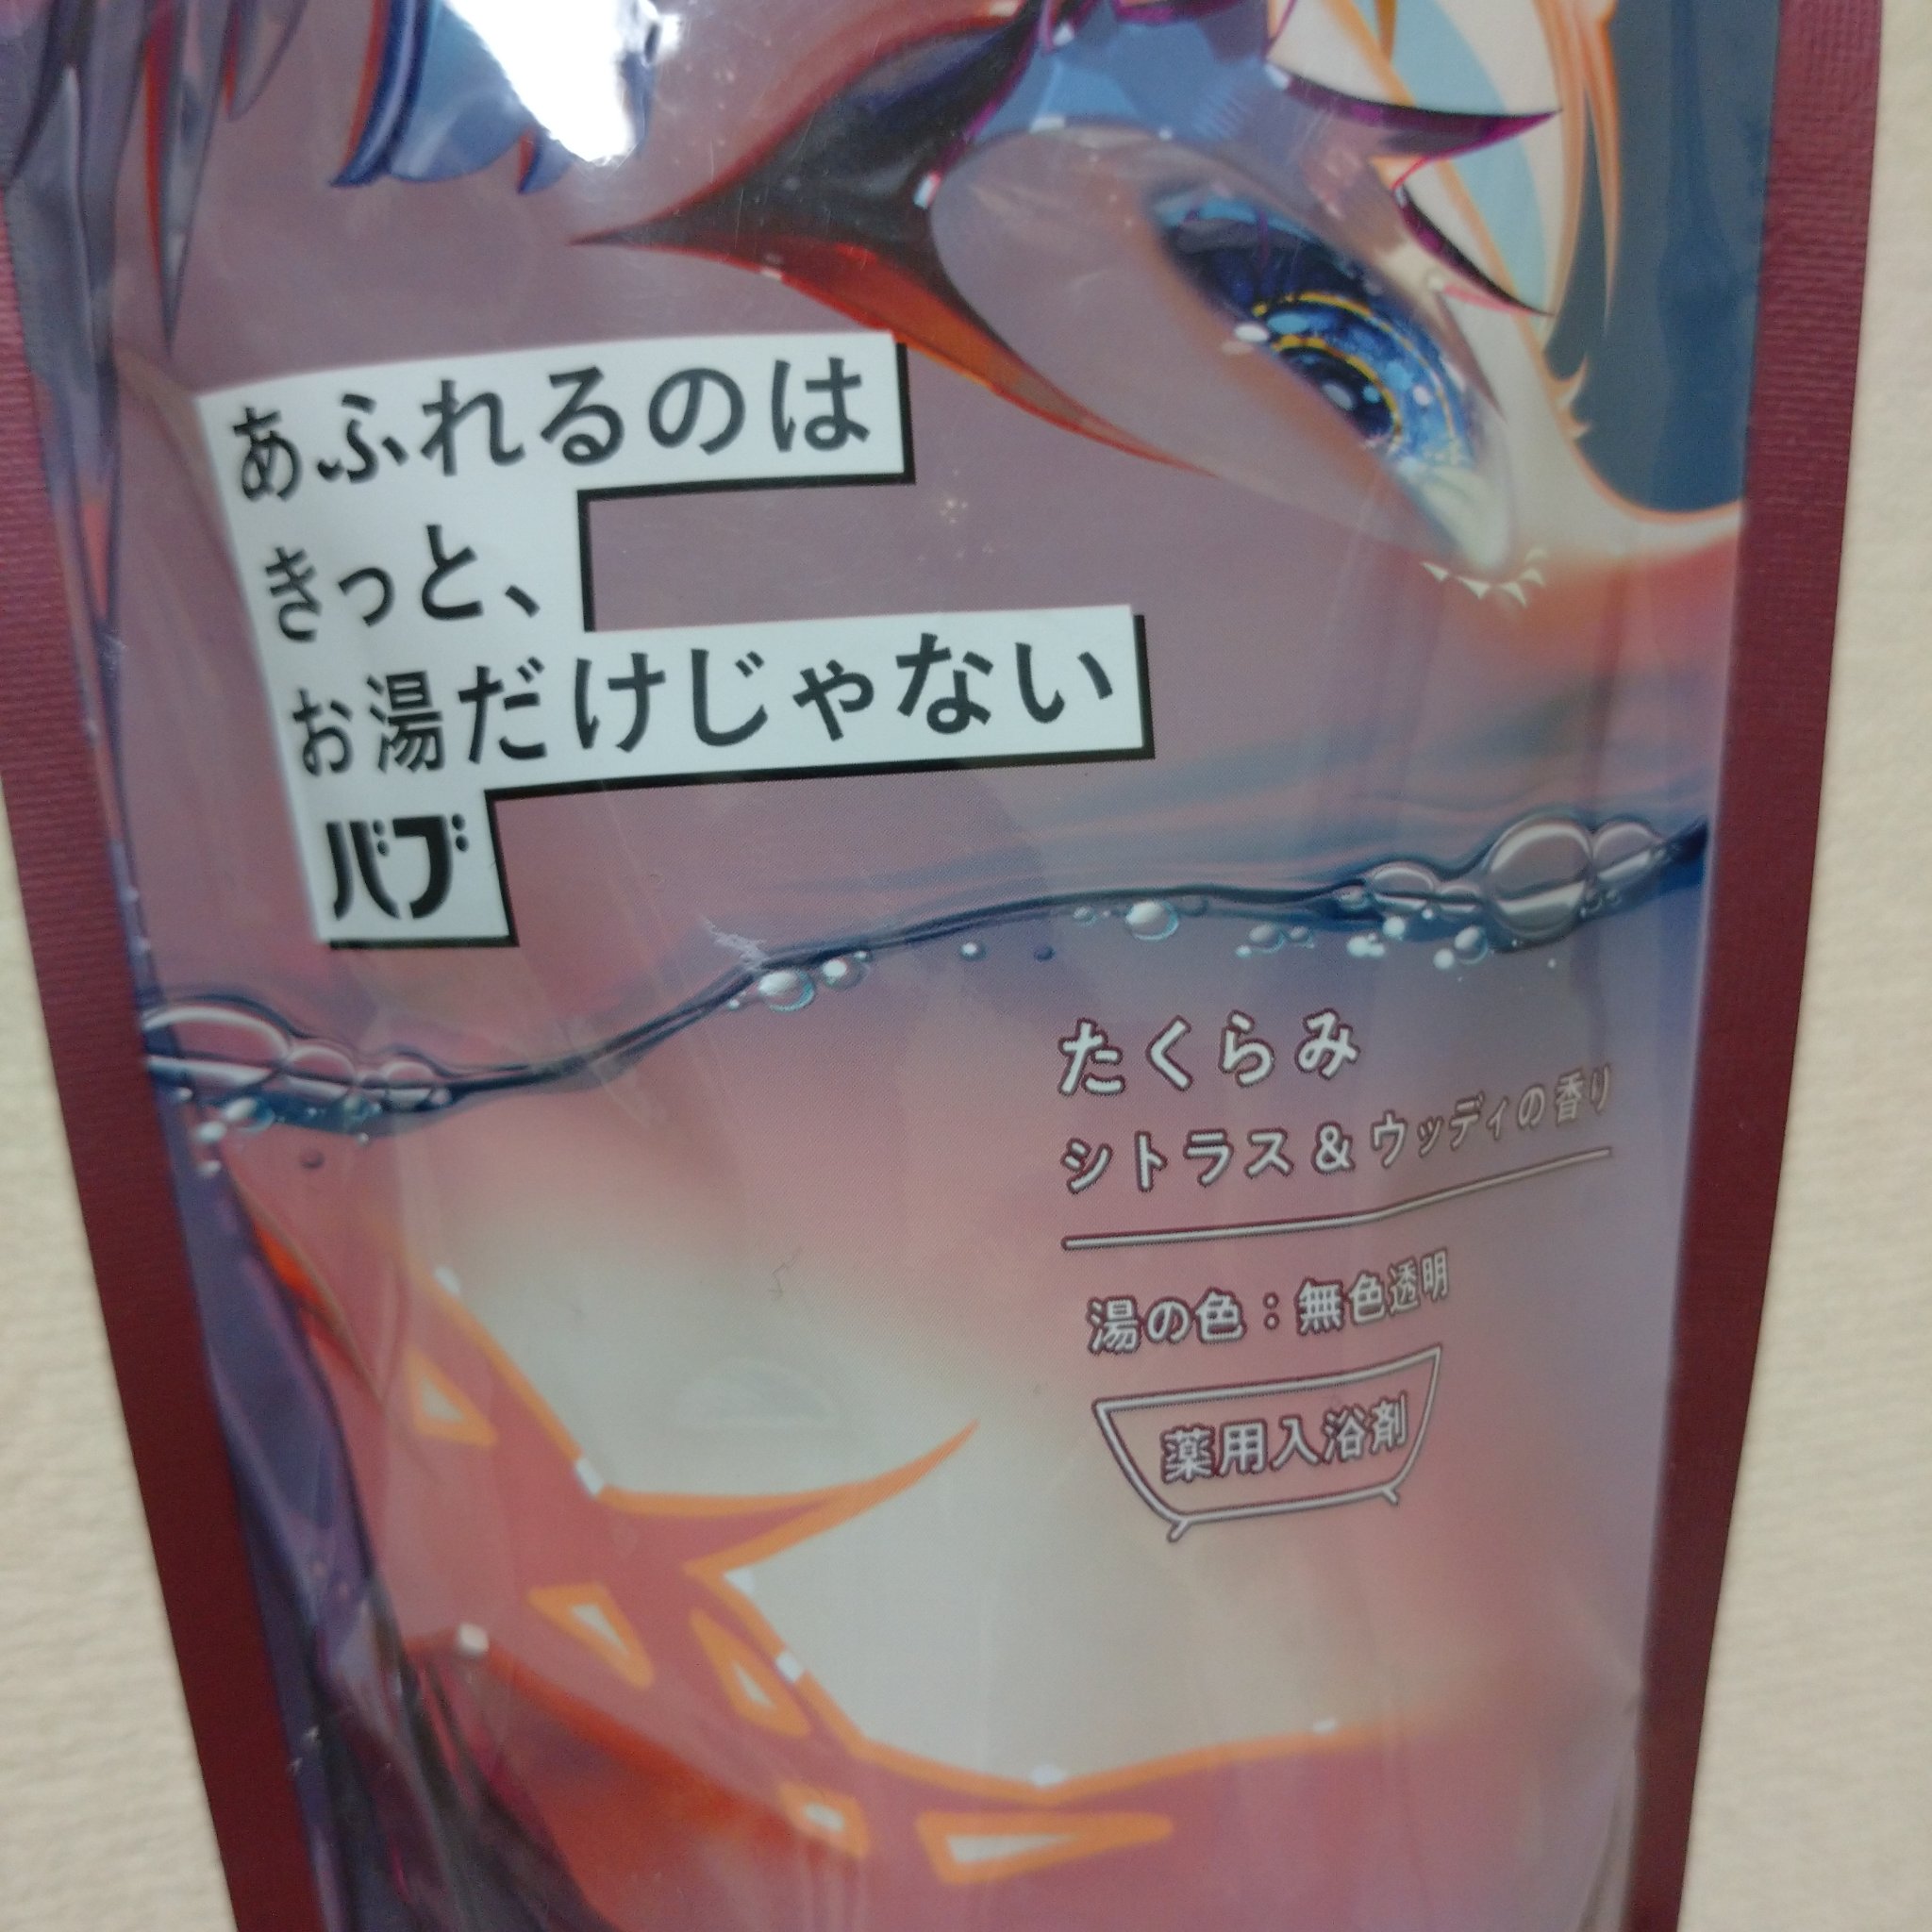 あふれるのは
きっと、
お湯だけじゃない
バブ
たくらみ
シトラス&ウッディの香り
湯の色:無色透明
薬用入浴剤